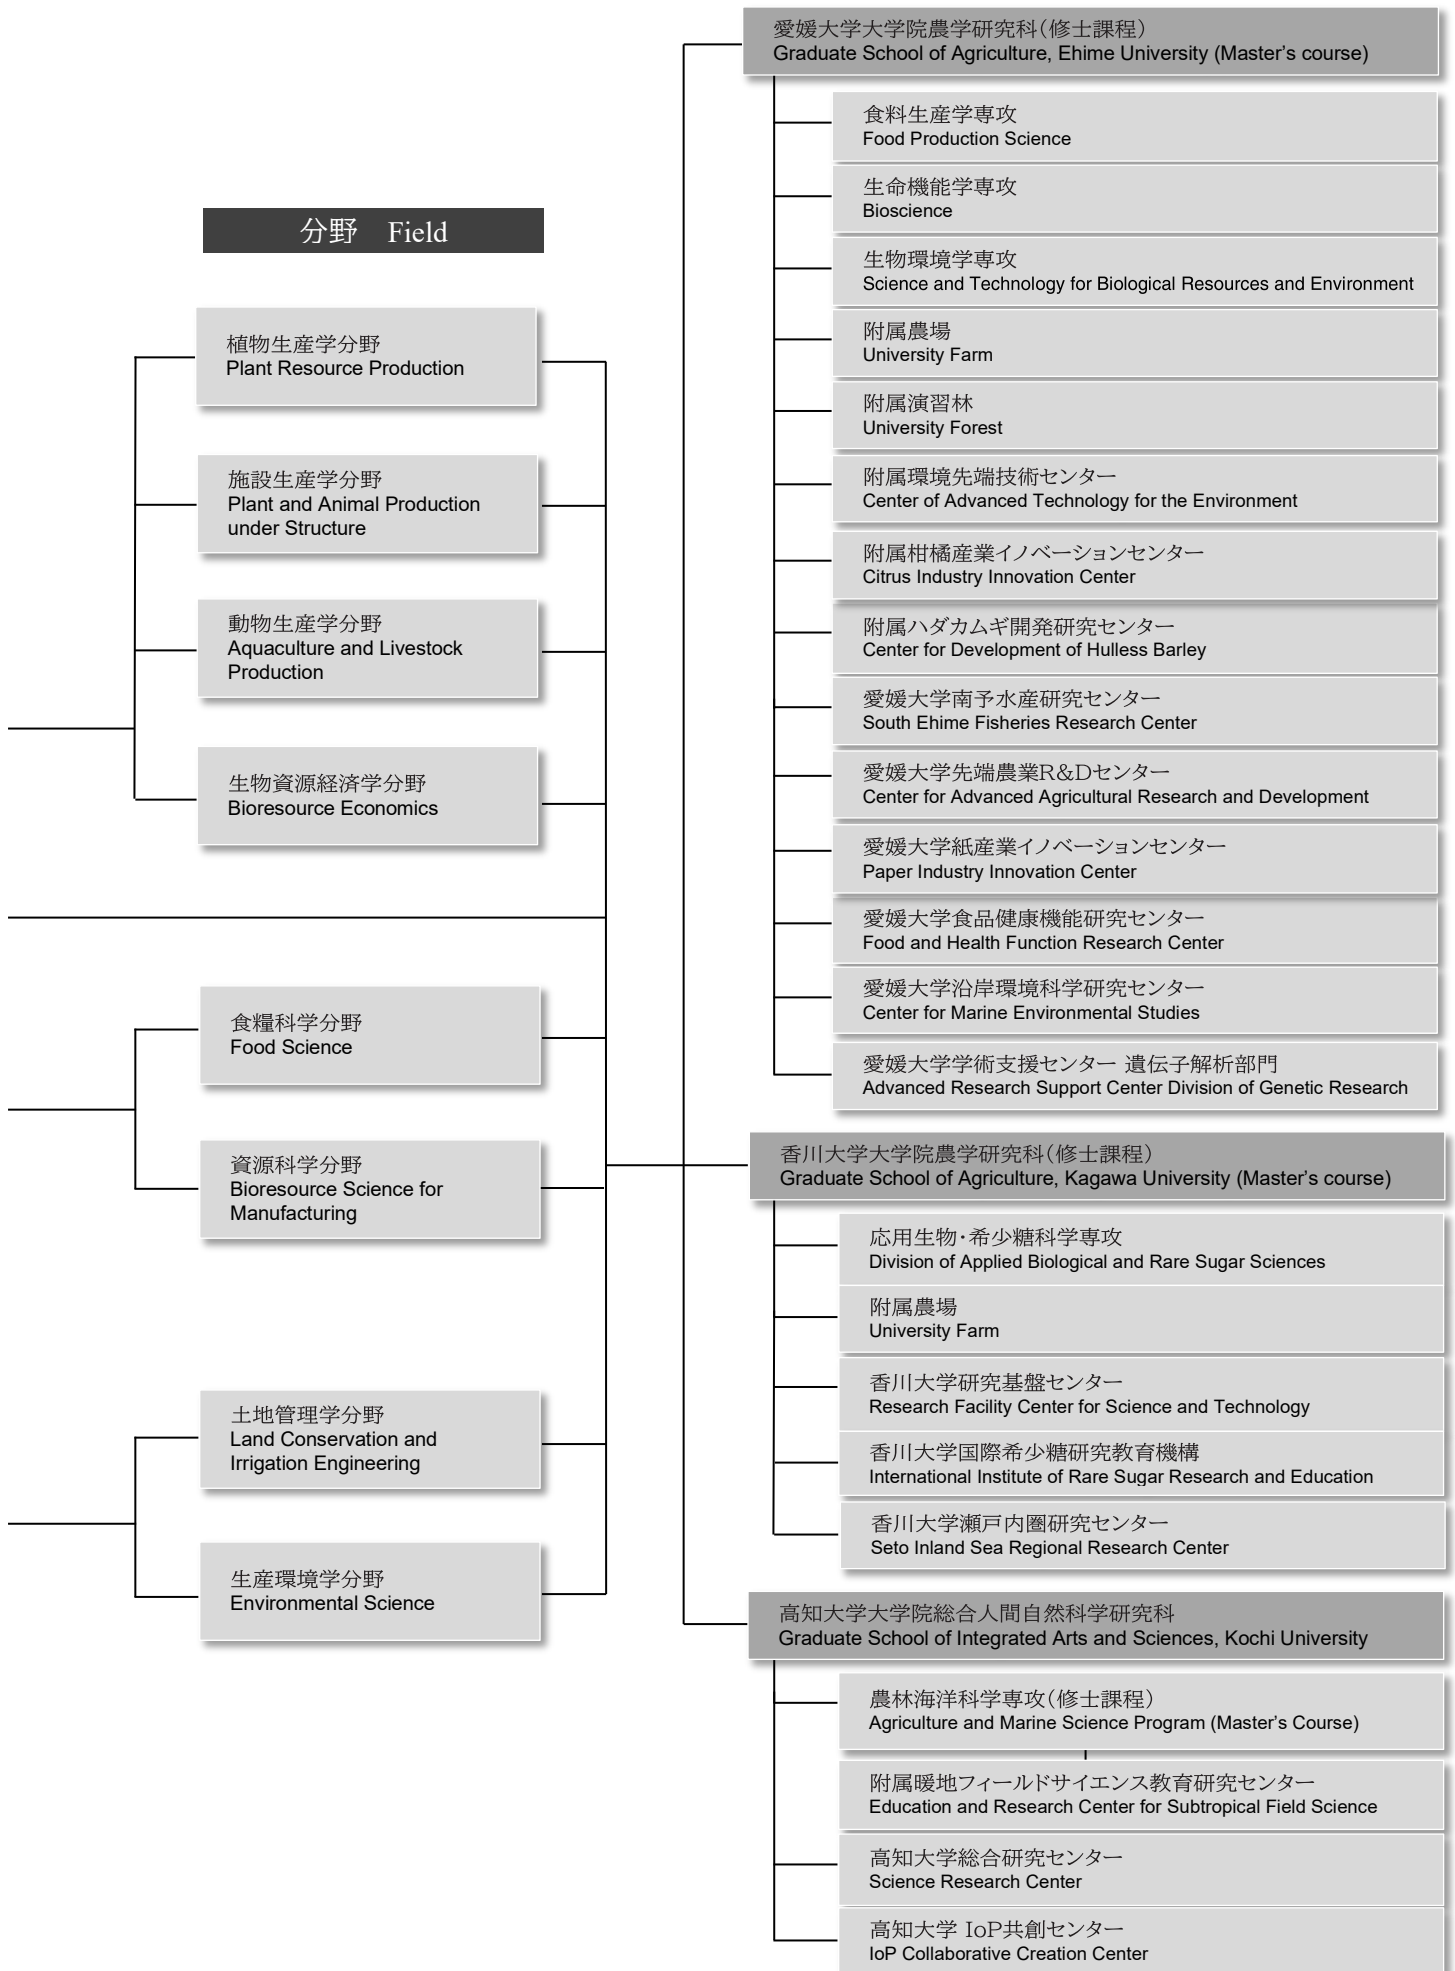 分野 Field
植物生産学分野
Plant Resource Production
施設生産学分野
Plant and Animal Production
under Structure
動物生産学分野
Aquaculture and Livestock
Production
生物資源経済学分野
Bioresource Economics
食糧科学分野
Food Science
資源科学分野
Bioresource Science for
Manufacturing
土地管理学分野
Land Conservation and
Irrigation Engineering
生産環境学分野
Environmental Science
愛媛大学大学院農学研究科(修士課程)
Graduate School of Agriculture, Ehime University (Master's course)
食料生産学専攻
Food Production Science
生命機能学専攻
Bioscience
生物環境学専攻
Science and Technology for Biological Resources and Environment
附属農場
University Farm
附属演習林
University Forest
附属環境先端技術センター
Center of Advanced Technology for the Environment
附属柑橘産業イノベーションセンター
Citrus Industry Innovation Center
附属ハダカムギ開発研究センター
Center for Development of Hulless Barley
愛媛大学南予水産研究センター
South Ehime Fisheries Research Center
愛媛大学先端農業R&Dセンター
Center for Advanced Agricultural Research and Development
愛媛大学紙産業イノベーションセンター
Paper Industry Innovation Center
愛媛大学食品健康機能研究センター
Food and Health Function Research Center
愛媛大学沿岸環境科学研究センター
Center for Marine Environmental Studies
愛媛大学学術支援センター 遺伝子解析部門
Advanced Research Support Center Division of Genetic Research
香川大学大学院農学研究科(修士課程)
Graduate School of Agriculture, Kagawa University (Master's course)
応用生物・希少糖科学専攻
Division of Applied Biological and Rare Sugar Sciences
附属農場
University Farm
香川大学研究基盤センター
Research Facility Center for Science and Technology
香川大学国際希少糖研究教育機構
International Institute of Rare Sugar Research and Education
香川大学瀬戸内圏研究センター
Seto Inland Sea Regional Research Center
高知大学大学院総合人間自然科学研究科
Graduate School of Integrated Arts and Sciences, Kochi University
農林海洋科学専攻(修士課程)
Agriculture and Marine Science Program (Master's Course)
附属暖地フィールドサイエンス教育研究センター
Education and Research Center for Subtropical Field Science
高知大学総合研究センター
Science Research Center
高知大学 IoP共創センター
IoP Collaborative Creation Center